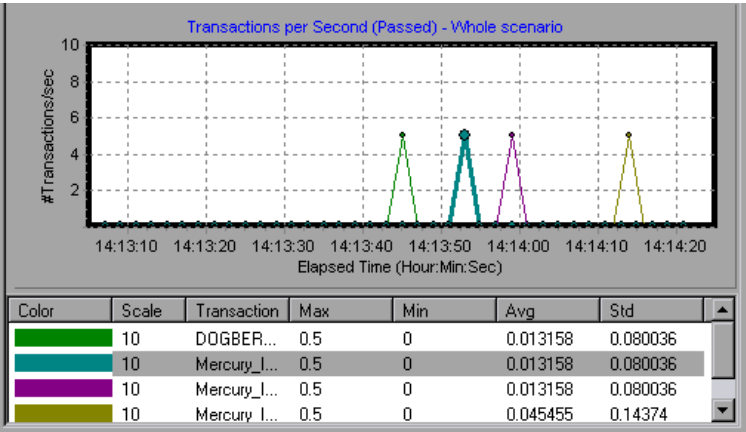 Transactions per Second (Passed) - Whole scenario
10
8
6
4
2
#Transactions/sec
14:13:10 14:13:20 14:13:30 14:13:40 14:13:50 14:14:00 14:14:10 14:14:20
Elapsed Time (Hour:Min:Sec)
Color Scale Transaction Max Min Avg Std
10 DOGBER... 0.5 0 0.013158 0.080036
10 Mercury_I... 0.5 0 0.013158 0.080036
10 Mercury_I... 0.5 0 0.013158 0.080036
10 Mercury_I... 0.5 0 0.045455 0.14374